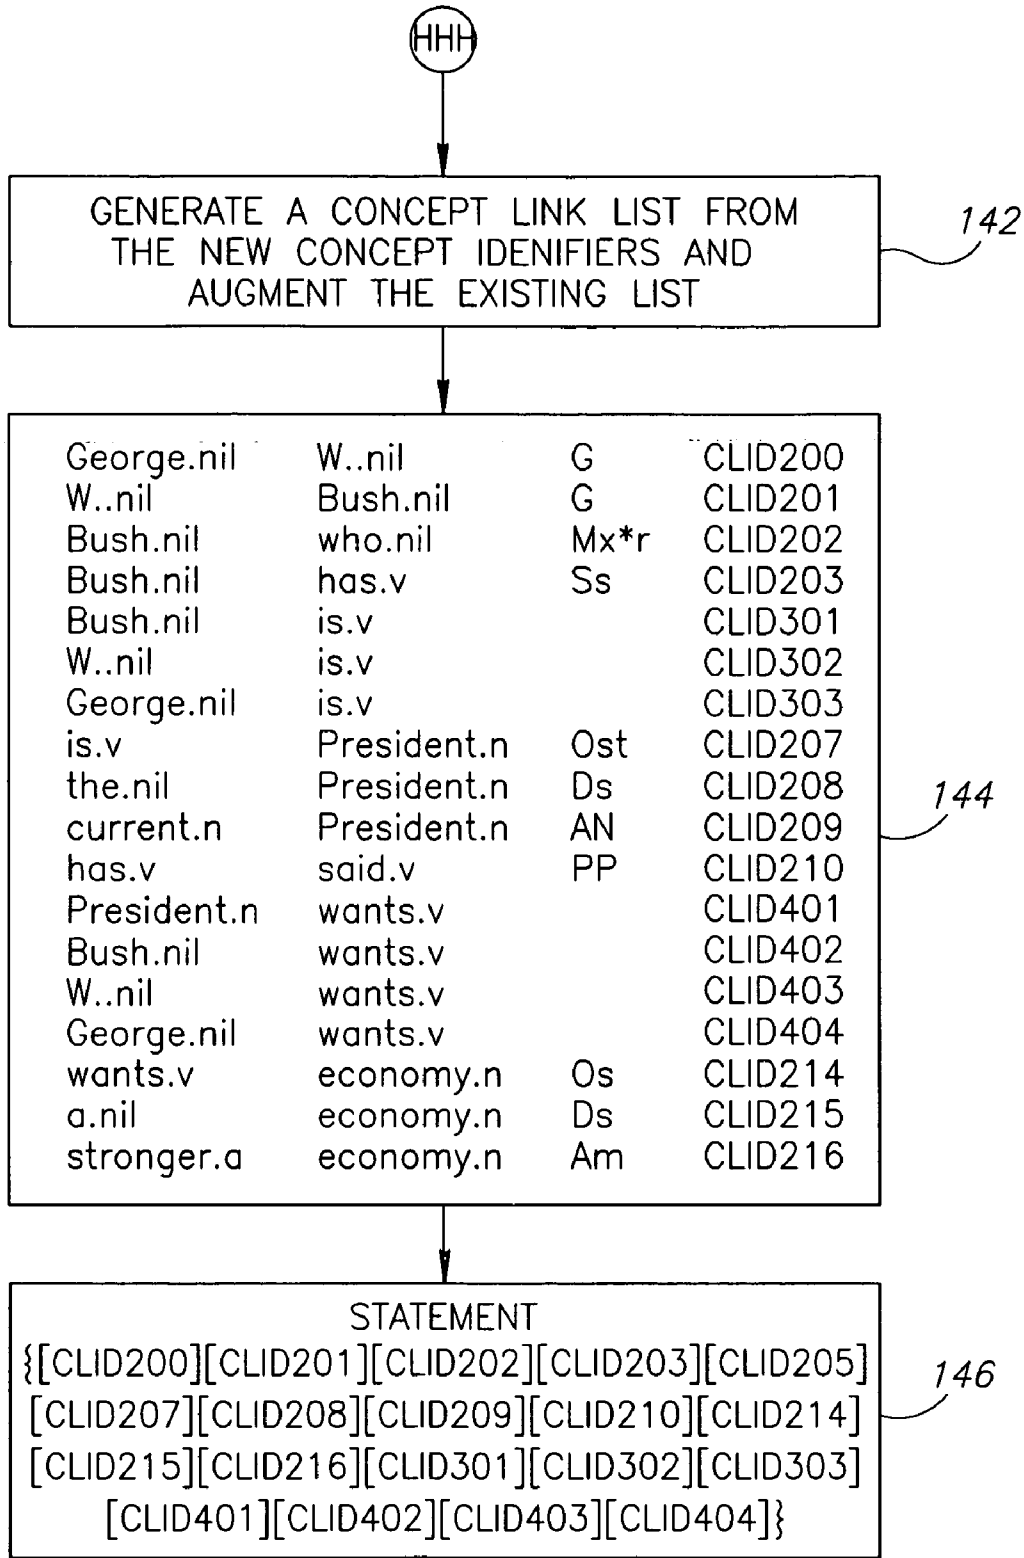 HHH
GENERATE A CONCEPT LINK LIST FROM
THE NEW CONCEPT IDENIFIERS AND
AUGMENT THE EXISTING LIST
142
George.nil W..nil G CLID200
W..nil Bush.nil G CLID201
Bush.nil who.nil Mx*r CLID202
Bush.nil has.v Ss CLID203
Bush.nil is.v CLID301
W..nil is.v CLID302
George.nil is.v CLID303
is.v President.n Ost CLID207
the.nil President.n Ds CLID208
current.n President.n AN CLID209
has.v said.v PP CLID210
President.n wants.v CLID401
Bush.nil wants.v CLID402
W..nil wants.v CLID403
George.nil wants.v CLID404
wants.v economy.n Os CLID214
a.nil economy.n Ds CLID215
stronger.a economy.n Am CLID216
144
STATEMENT
{[CLID200][CLID201][CLID202][CLID203][CLID205]
[CLID207][CLID208][CLID209][CLID210][CLID214]
[CLID215][CLID216][CLID301][CLID302][CLID303]
[CLID401][CLID402][CLID403][CLID404]}
146